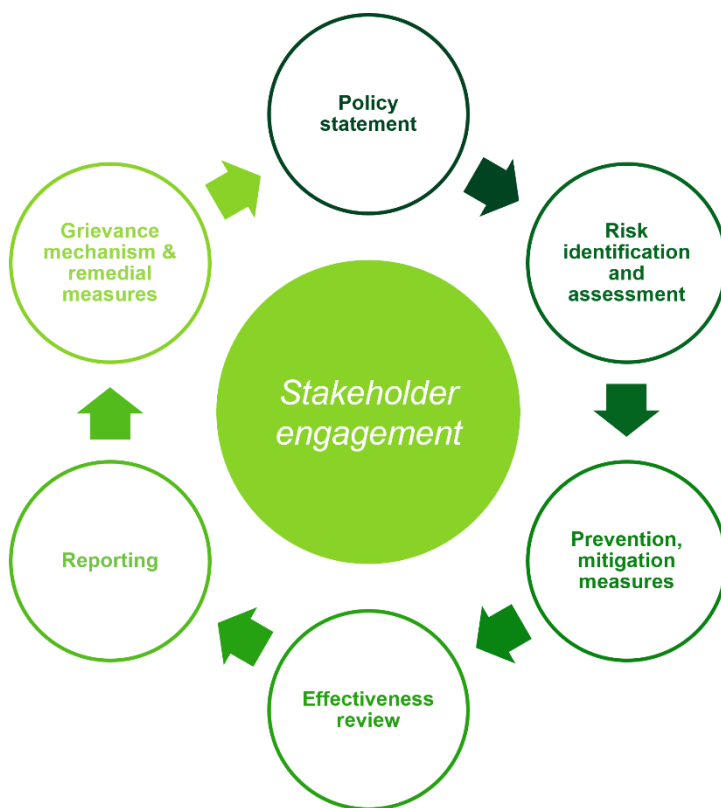 Policy
statement
Risk
identification
and
assessment
Prevention,
mitigation
measures
Effectiveness
review
Reporting
Grievance
mechanism &
remedial
measures
Stakeholder
engagement